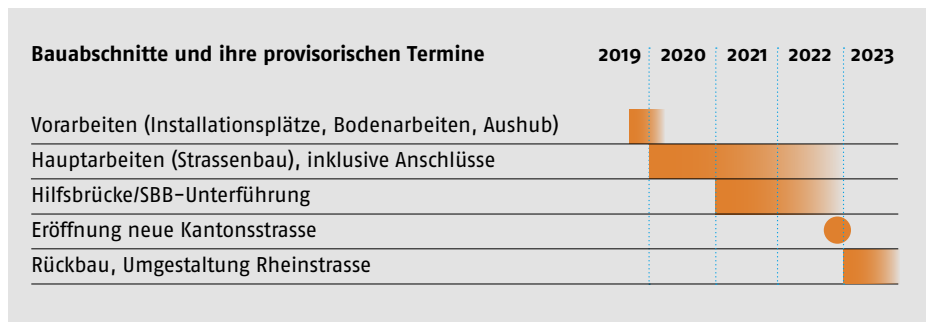 Bauabschnitte und ihre provisorischen Termine 2019 2020 2021 2022 2023
Vorarbeiten (Installationsplätze, Bodenarbeiten, Aushub)
Hauptarbeiten (Strassenbau), inklusive Anschlüsse
Hilfsbrücke/SBB-Unterführung
Eröffnung neue Kantonsstrasse
Rückbau, Umgestaltung Rheinstrasse